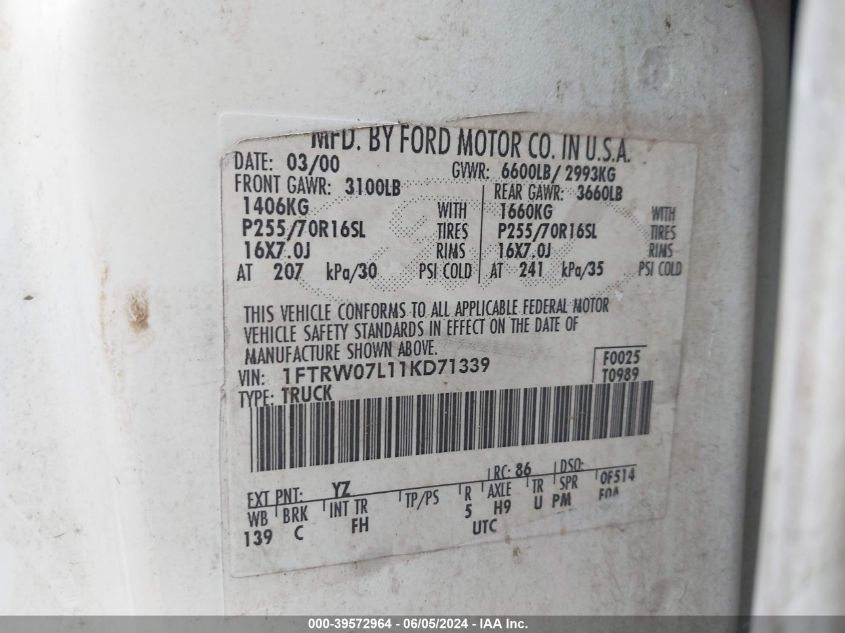 MFD. BY FORD MOTOR CO. IN U.S.A.
DATE: 03/00 GVWR: 6600LB/ 2993KG
FRONT GAWR: 3100LB REAR GAWR: 3660LB
1406KG WITH 1660KG WITH
P255/70R16SL TIRES P255/70R16SL TIRES
16X7.0J RIMS 16X7.0J RIMS
AT 207 kPa/30 PSI COLD AT 241 kPa/35 PSI COLD
THIS VEHICLE CONFORMS TO ALL APPLICABLE FEDERAL MOTOR
VEHICLE SAFETY STANDARDS IN EFFECT ON THE DATE OF
MANUFACTURE SHOWN ABOVE.
VIN: 1FTRW07L11KD71339 F0025
TYPE: TRUCK T0989
EXT PNT: YZ RC: 86 DSO:
WB BRK INT TR TP/PS R AXLE TR SPR 0F514
139 C FH 5 H9 U PM F0A
UTC
000-39572964 / 06/05/2024 - IAA Inc.